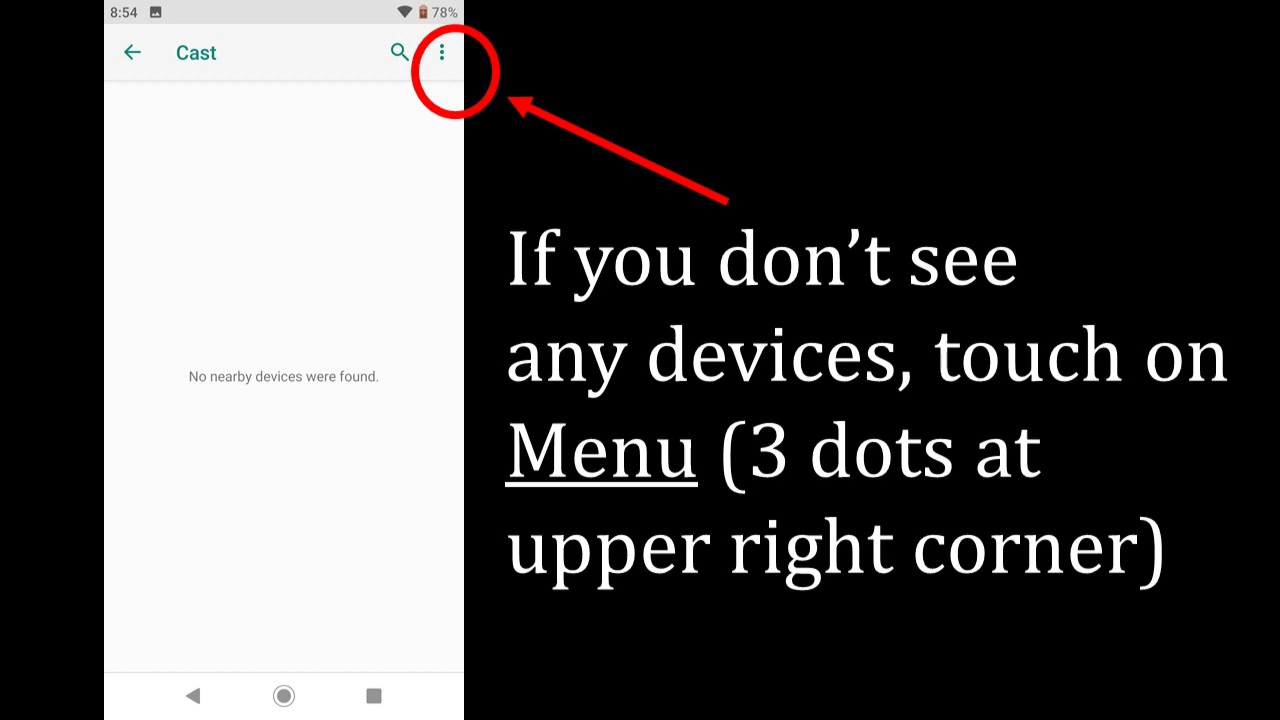 8:54 78%
Cast
No nearby devices were found.
If you don’t see
any devices, touch on
Menu (3 dots at
upper right corner)